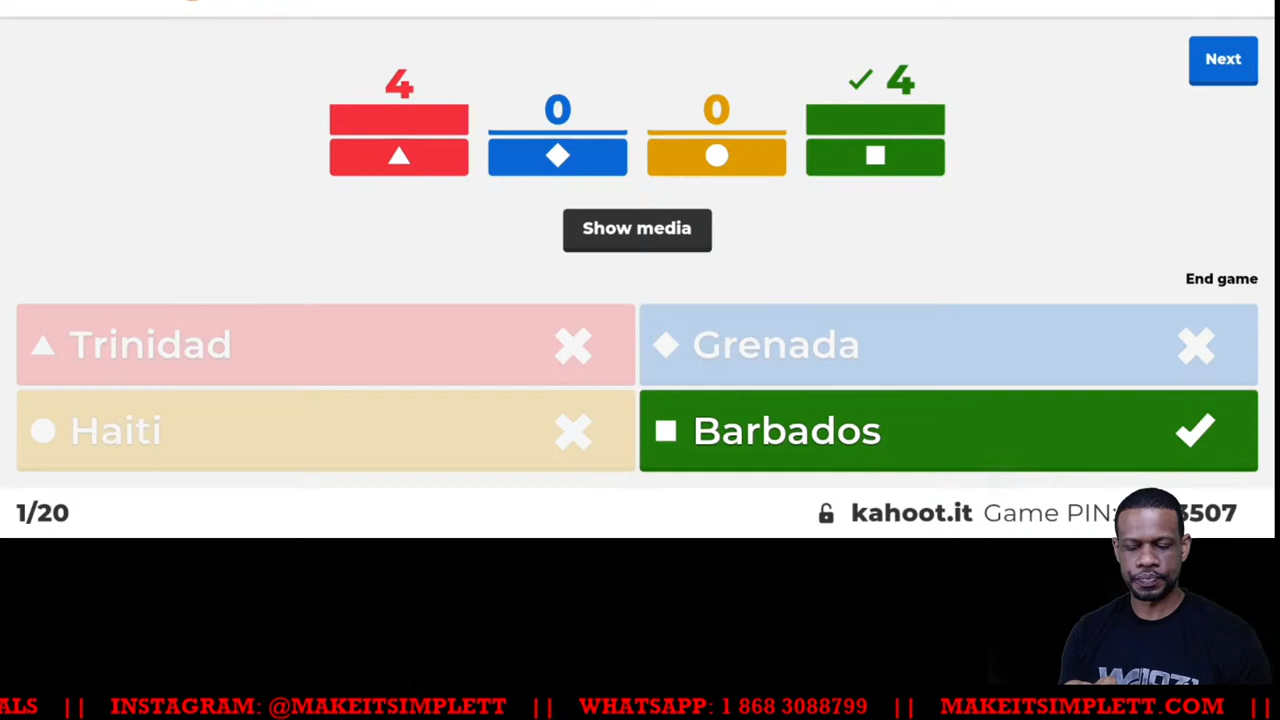 Next
4
0
0
4
Show media
End game
Trinidad
Grenada
Haiti
Barbados
1/20
kahoot.it Game PIN: 3507
ALS || INSTAGRAM: @MAKEITSIMPLETT || WHATSAPP: 1 868 3088799 || MAKEITSIMPLETT.COM ||